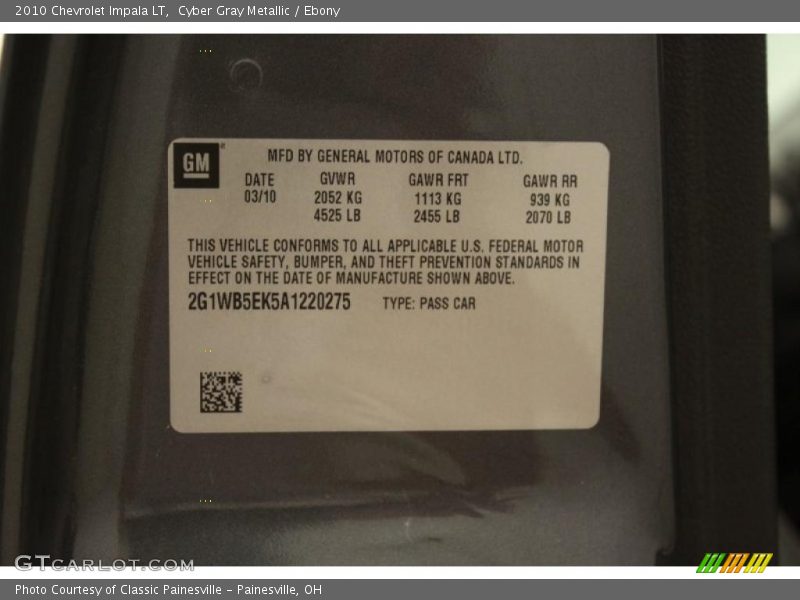 2010 Chevrolet Impala LT, Cyber Gray Metallic / Ebony
GM
MFD BY GENERAL MOTORS OF CANADA LTD.
DATE GVWR GAWR FRT GAWR RR
03/10 2052 KG 1113 KG 939 KG
4525 LB 2455 LB 2070 LB
THIS VEHICLE CONFORMS TO ALL APPLICABLE U.S. FEDERAL MOTOR
VEHICLE SAFETY, BUMPER, AND THEFT PREVENTION STANDARDS IN
EFFECT ON THE DATE OF MANUFACTURE SHOWN ABOVE.
2G1WB5EK5A1220275 TYPE: PASS CAR
GTCARLOT.COM
Photo Courtesy of Classic Painesville - Painesville, OH